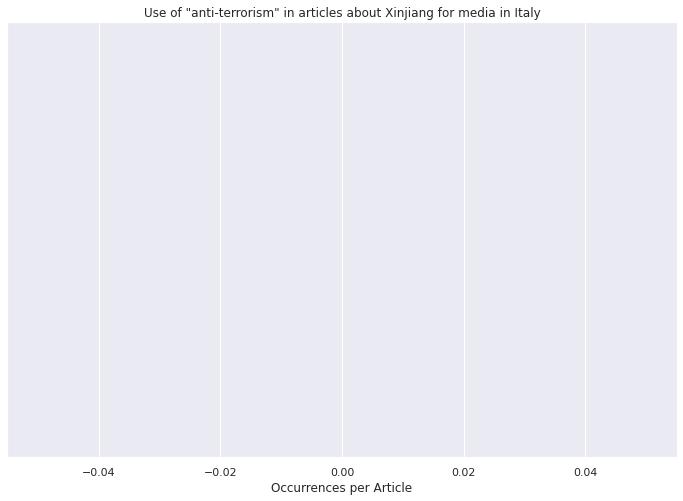 Use of "anti-terrorism" in articles about Xinjiang for media in Italy
−0.04 −0.02 0.00 0.02 0.04
Occurrences per Article